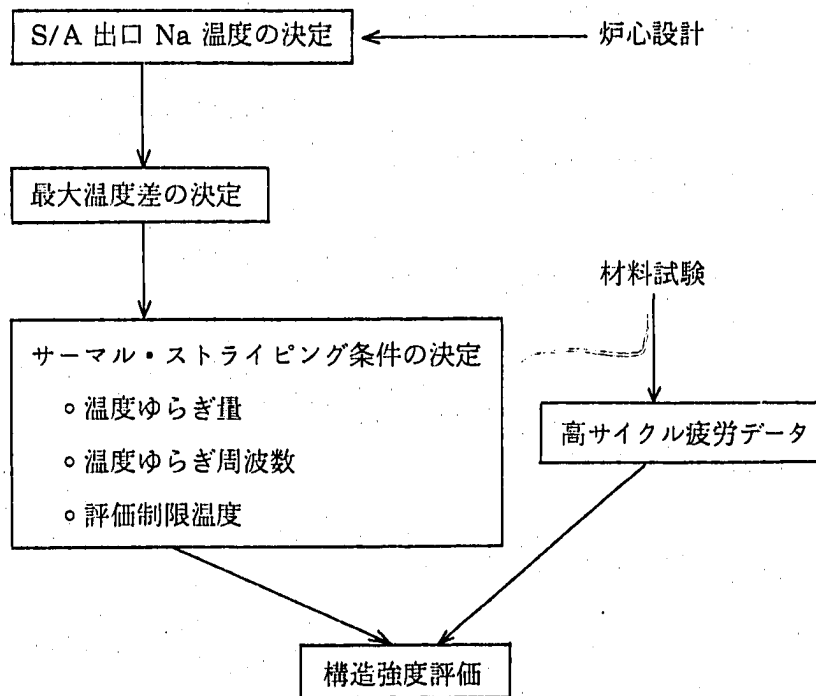 S/A 出口 Na 温度の決定
炉心設計
最大温度差の決定
材料試験
サーマル・ストライピング条件の決定
∘ 温度ゆらぎ量
∘ 温度ゆらぎ周波数
∘ 評価制限温度
高サイクル疲労データ
構造強度評価